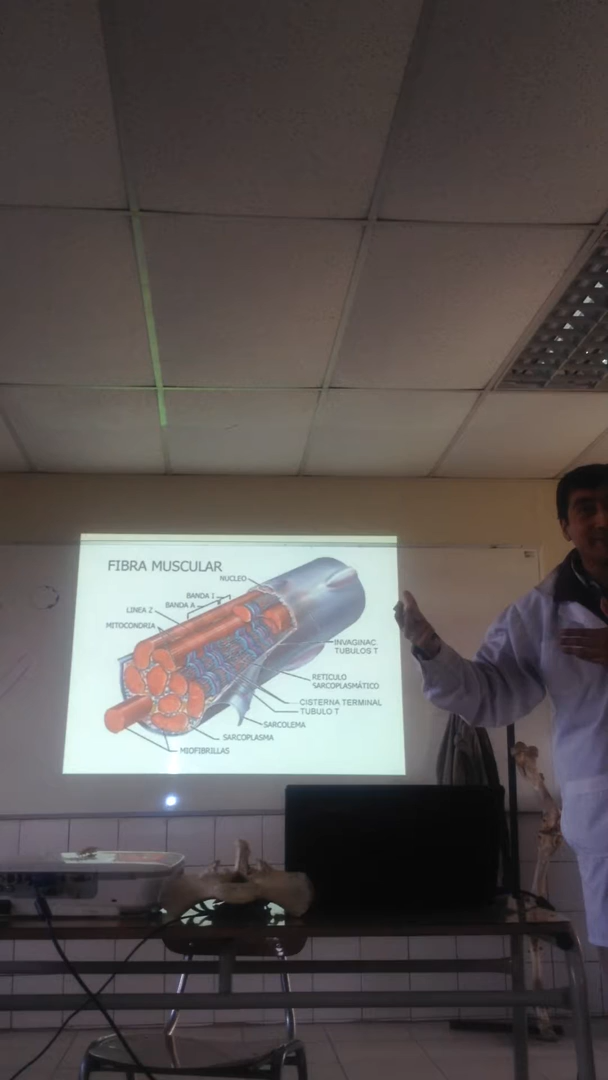 FIBRA MUSCULAR
NUCLEO
BANDA I
BANDA A
LINEA Z
MITOCONDRIA
INVAGINAC
TUBULOS T
RETICULO
SARCOPLASMÁTICO
CISTERNA TERMINAL
TUBULO T
SARCOLEMA
SARCOPLASMA
MIOFIBRILLAS